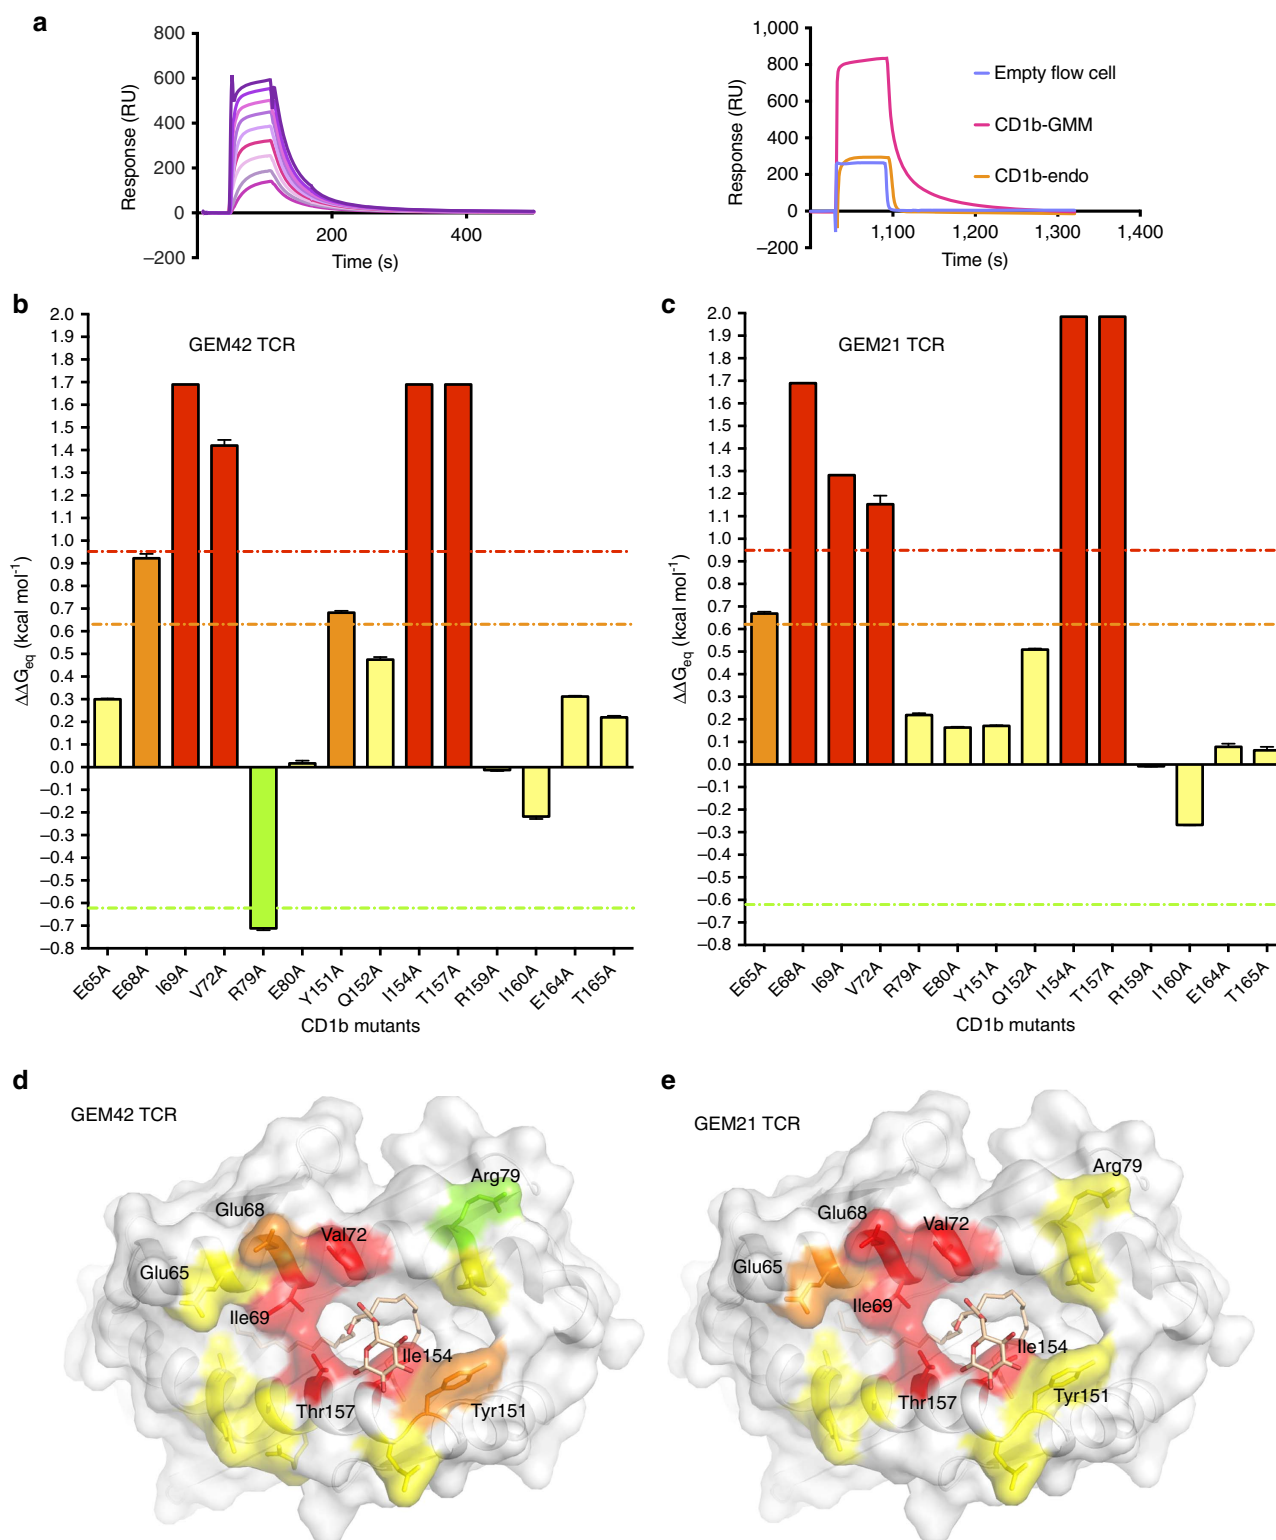 a
800
600
400
200
0
−200
Response (RU)
200
400
Time (s)
1,000
800
600
400
200
0
−200
Response (RU)
1,100
1,200
1,300
1,400
Time (s)
Empty flow cell
CD1b-GMM
CD1b-endo
b
GEM42 TCR
2.0
1.9
1.8
1.7
1.6
1.5
1.4
1.3
1.2
1.1
1.0
0.9
0.8
0.7
0.6
0.5
0.4
0.3
0.2
0.1
0.0
−0.1
−0.2
−0.3
−0.4
−0.5
−0.6
−0.7
−0.8
ΔΔGeq (kcal mol−1)
E65A
E68A
I69A
V72A
R79A
E80A
Y151A
Q152A
I154A
T157A
R159A
I160A
E164A
T165A
CD1b mutants
c
GEM21 TCR
2.0
1.9
1.8
1.7
1.6
1.5
1.4
1.3
1.2
1.1
1.0
0.9
0.8
0.7
0.6
0.5
0.4
0.3
0.2
0.1
0.0
−0.1
−0.2
−0.3
−0.4
−0.5
−0.6
−0.7
−0.8
ΔΔGeq (kcal mol−1)
E65A
E68A
I69A
V72A
R79A
E80A
Y151A
Q152A
I154A
T157A
R159A
I160A
E164A
T165A
CD1b mutants
d
GEM42 TCR
Arg79
Glu68
Val72
Glu65
Ile69
Ile154
Thr157
Tyr151
e
GEM21 TCR
Arg79
Glu68
Val72
Glu65
Ile69
Ile154
Thr157
Tyr151